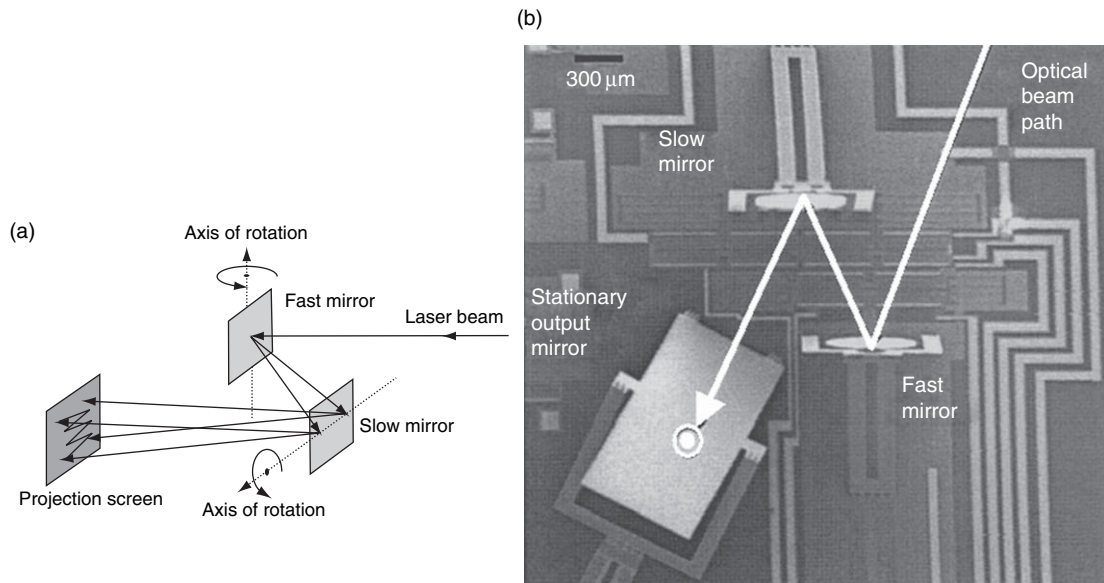 (a)
Axis of rotation
Fast mirror
Laser beam
Slow mirror
Projection screen
Axis of rotation
(b)
300 μm
Optical
beam
path
Slow
mirror
Stationary
output
mirror
Fast
mirror